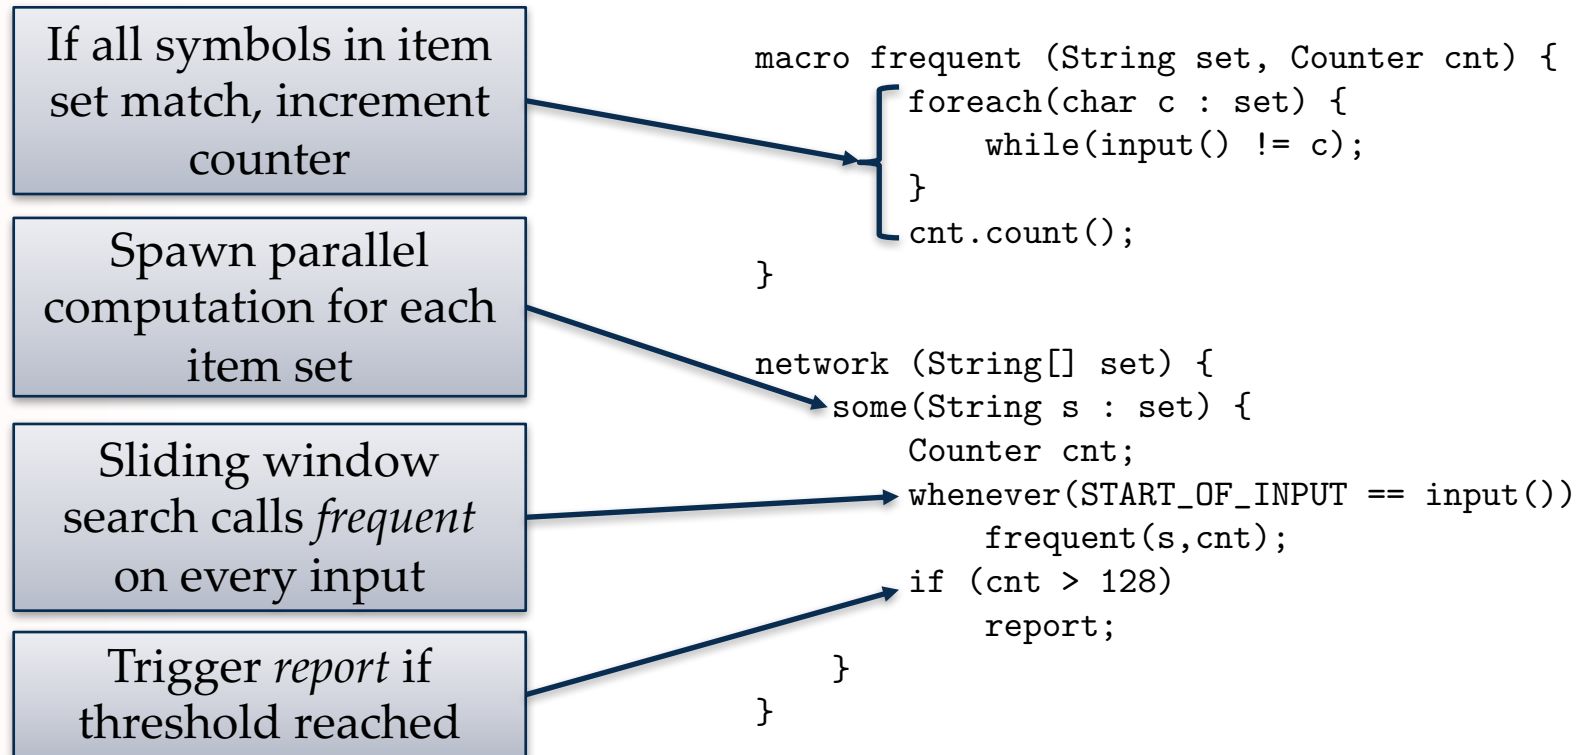 If all symbols in item
set match, increment
counter
Spawn parallel
computation for each
item set
Sliding window
search calls frequent
on every input
Trigger report if
threshold reached
macro frequent (String set, Counter cnt) {
foreach(char c : set) {
while(input() != c);
}
cnt.count();
}
network (String[] set) {
some(String s : set) {
Counter cnt;
whenever(START_OF_INPUT == input())
frequent(s,cnt);
if (cnt > 128)
report;
}
}